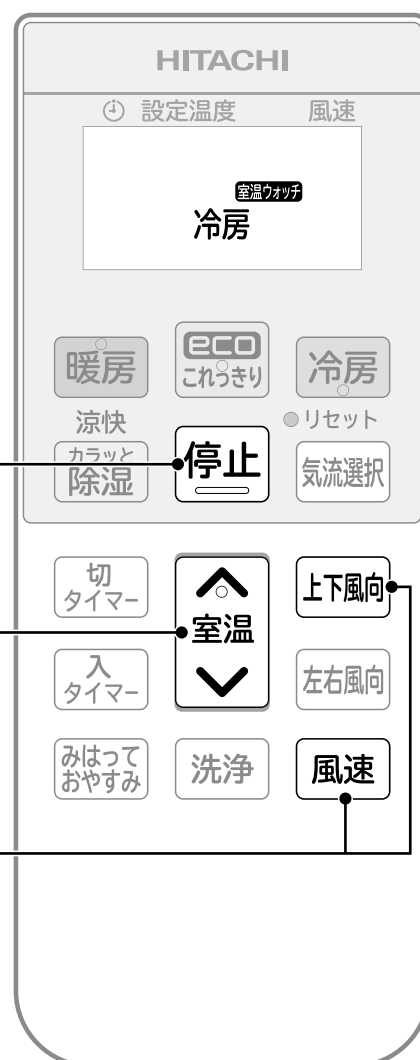 HITACHI
設定温度 風速
室温ウォッチ
冷房
暖房
eco
これっきり
冷房
涼快
カラッと
除湿
停止
リセット
気流選択
切
タイマー
室温
上下風向
入
タイマー
左右風向
みはって
おやすみ
洗浄
風速